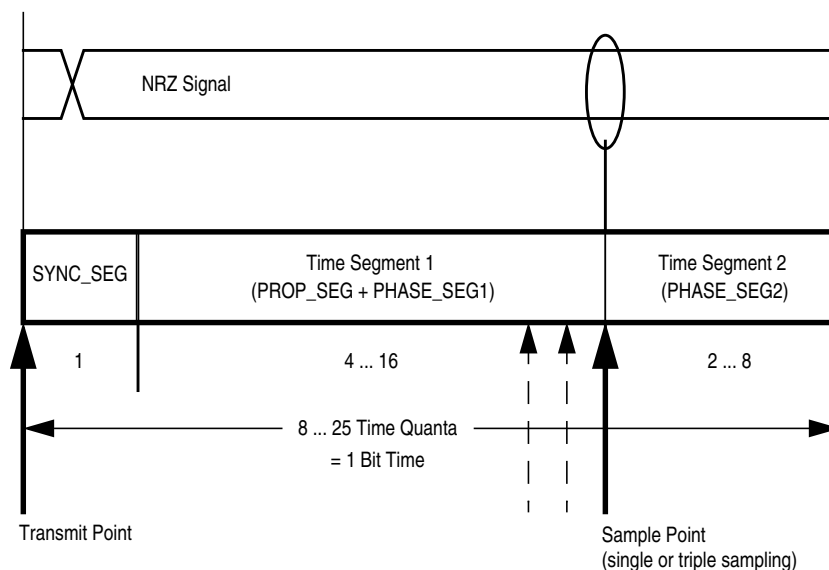 NRZ Signal
SYNC_SEG
Time Segment 1
(PROP_SEG + PHASE_SEG1)
Time Segment 2
(PHASE_SEG2)
1
4 ... 16
2 ... 8
8 ... 25 Time Quanta
= 1 Bit Time
Transmit Point
Sample Point
(single or triple sampling)